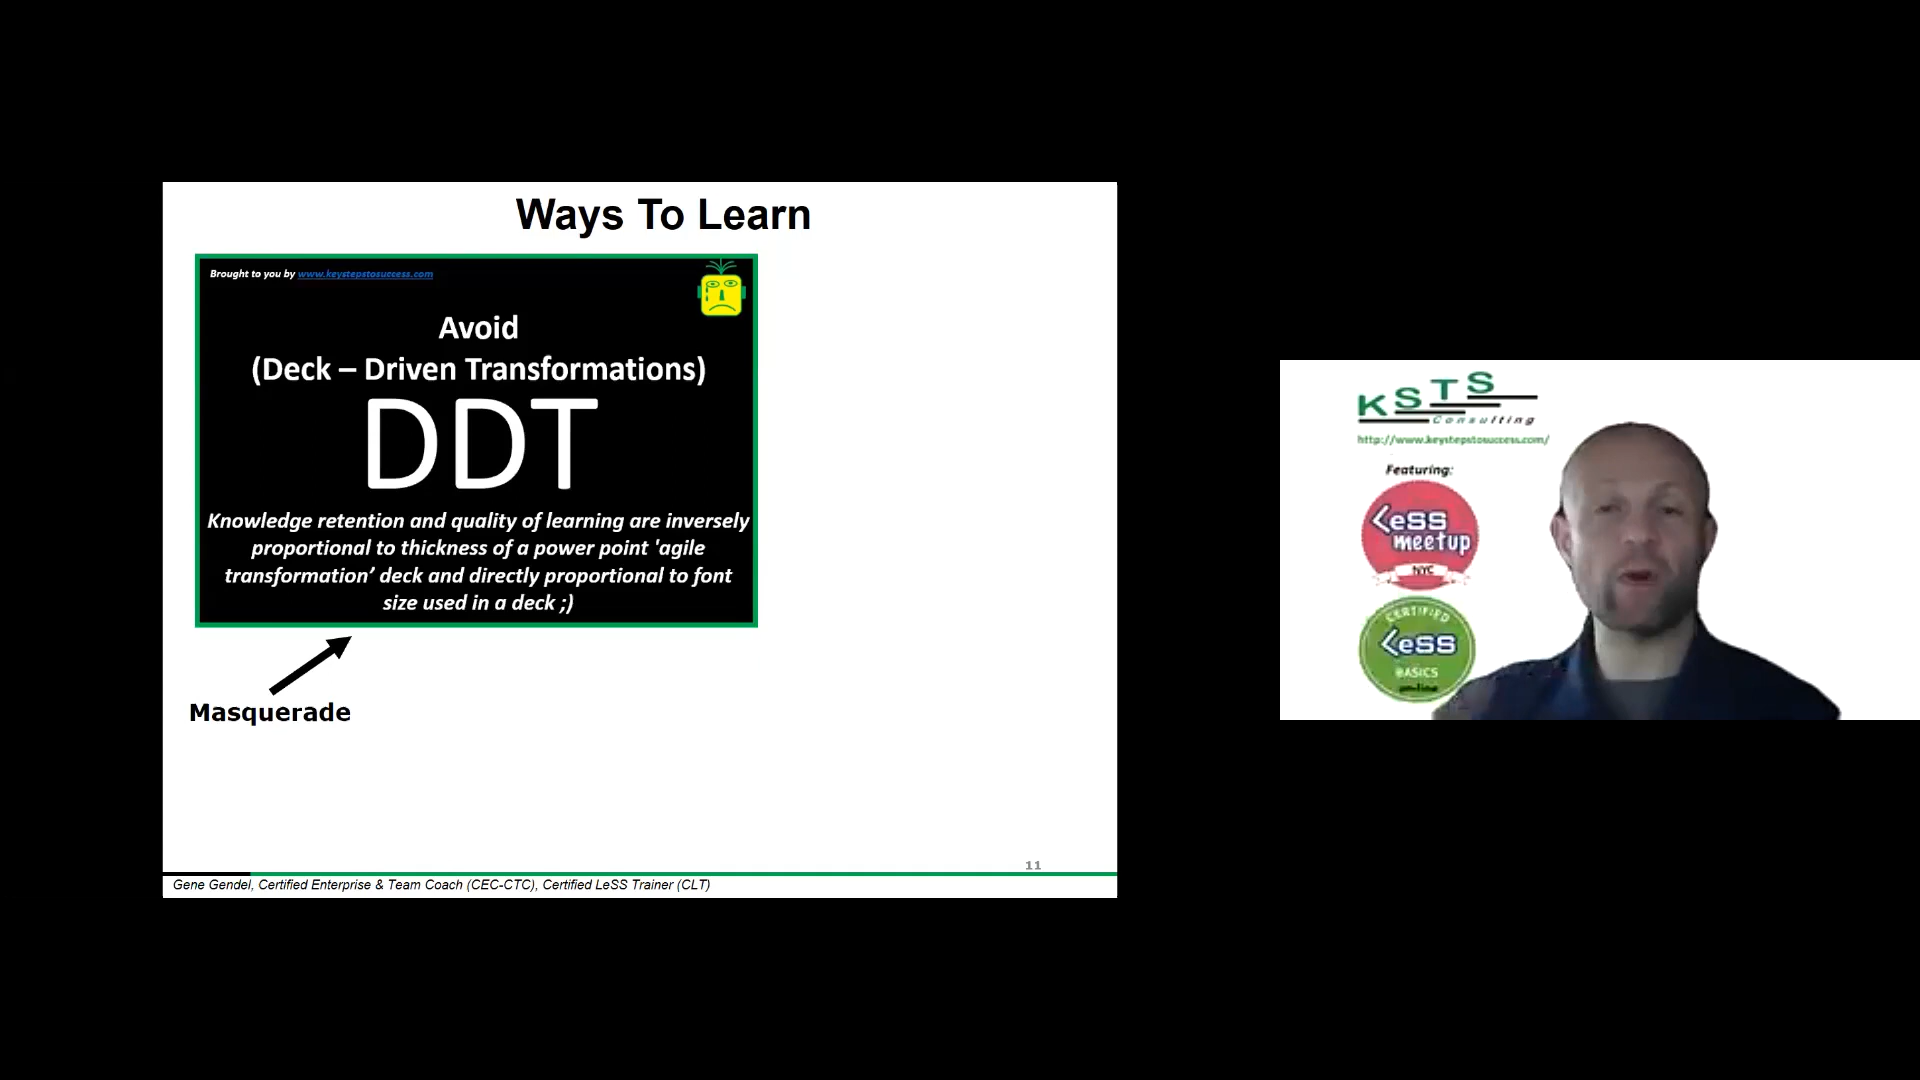 Ways To Learn
Brought to you by www.keystepstosuccess.com
Avoid
(Deck – Driven Transformations)
DDT
Knowledge retention and quality of learning are inversely
proportional to thickness of a power point 'agile
transformation’ deck and directly proportional to font
size used in a deck ;)
Masquerade
11
Gene Gendel, Certified Enterprise & Team Coach (CEC-CTC), Certified LeSS Trainer (CLT)
KSTS
Consulting
http://www.keystepstosuccess.com/
Featuring:
LeSS
meetup
NYC
CERTIFIED
LeSS
BASICS
on-line